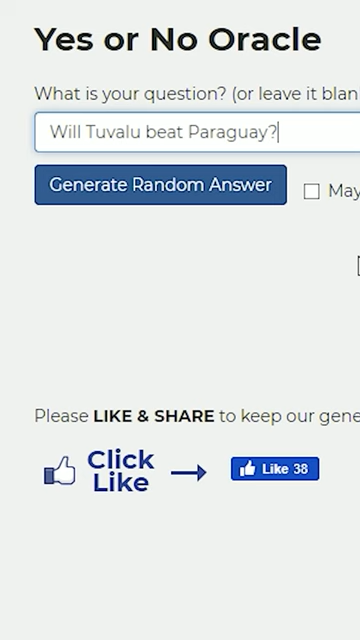 Yes or No Oracle
What is your question? (or leave it blan
Will Tuvalu beat Paraguay?
Generate Random Answer
May
Please LIKE & SHARE to keep our gene
Click
Like
Like 38